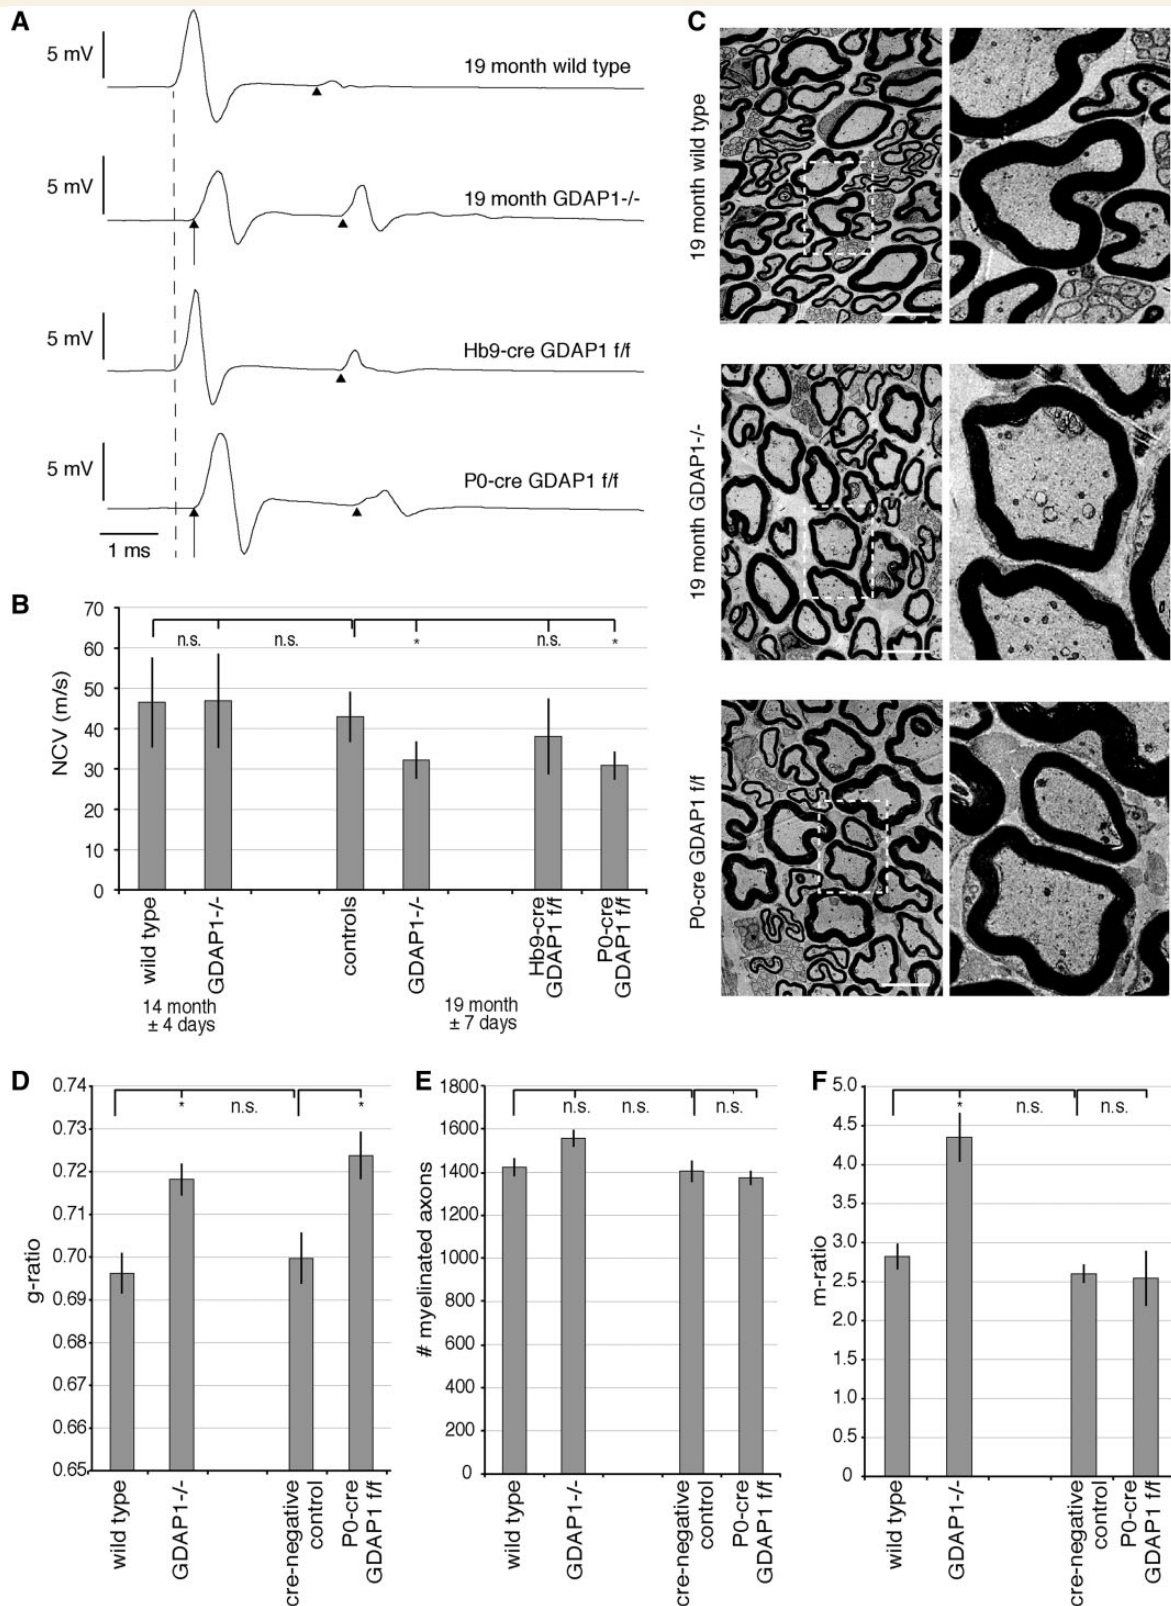 A
5 mV
19 month wild type
5 mV
19 month GDAP1-/-
5 mV
Hb9-cre GDAP1 f/f
5 mV
P0-cre GDAP1 f/f
1 ms
B
NCV (m/s)
70
60
50
40
30
20
10
0
n.s.
n.s.
*
n.s.
*
wild type
GDAP1-/-
controls
GDAP1-/-
Hb9-cre
GDAP1 f/f
P0-cre
GDAP1 f/f
14 month
± 4 days
19 month
± 7 days
C
19 month wild type
19 month GDAP1-/-
P0-cre GDAP1 f/f
D
g-ratio
0.74
0.73
0.72
0.71
0.70
0.69
0.68
0.67
0.66
0.65
*
n.s.
*
wild type
GDAP1-/-
cre-negative
control
P0-cre
GDAP1 f/f
E
# myelinated axons
1800
1600
1400
1200
1000
800
600
400
200
0
n.s.
n.s.
n.s.
wild type
GDAP1-/-
cre-negative
control
P0-cre
GDAP1 f/f
F
m-ratio
5.0
4.5
4.0
3.5
3.0
2.5
2.0
1.5
1.0
0.5
0
*
n.s.
n.s.
wild type
GDAP1-/-
cre-negative
control
P0-cre
GDAP1 f/f